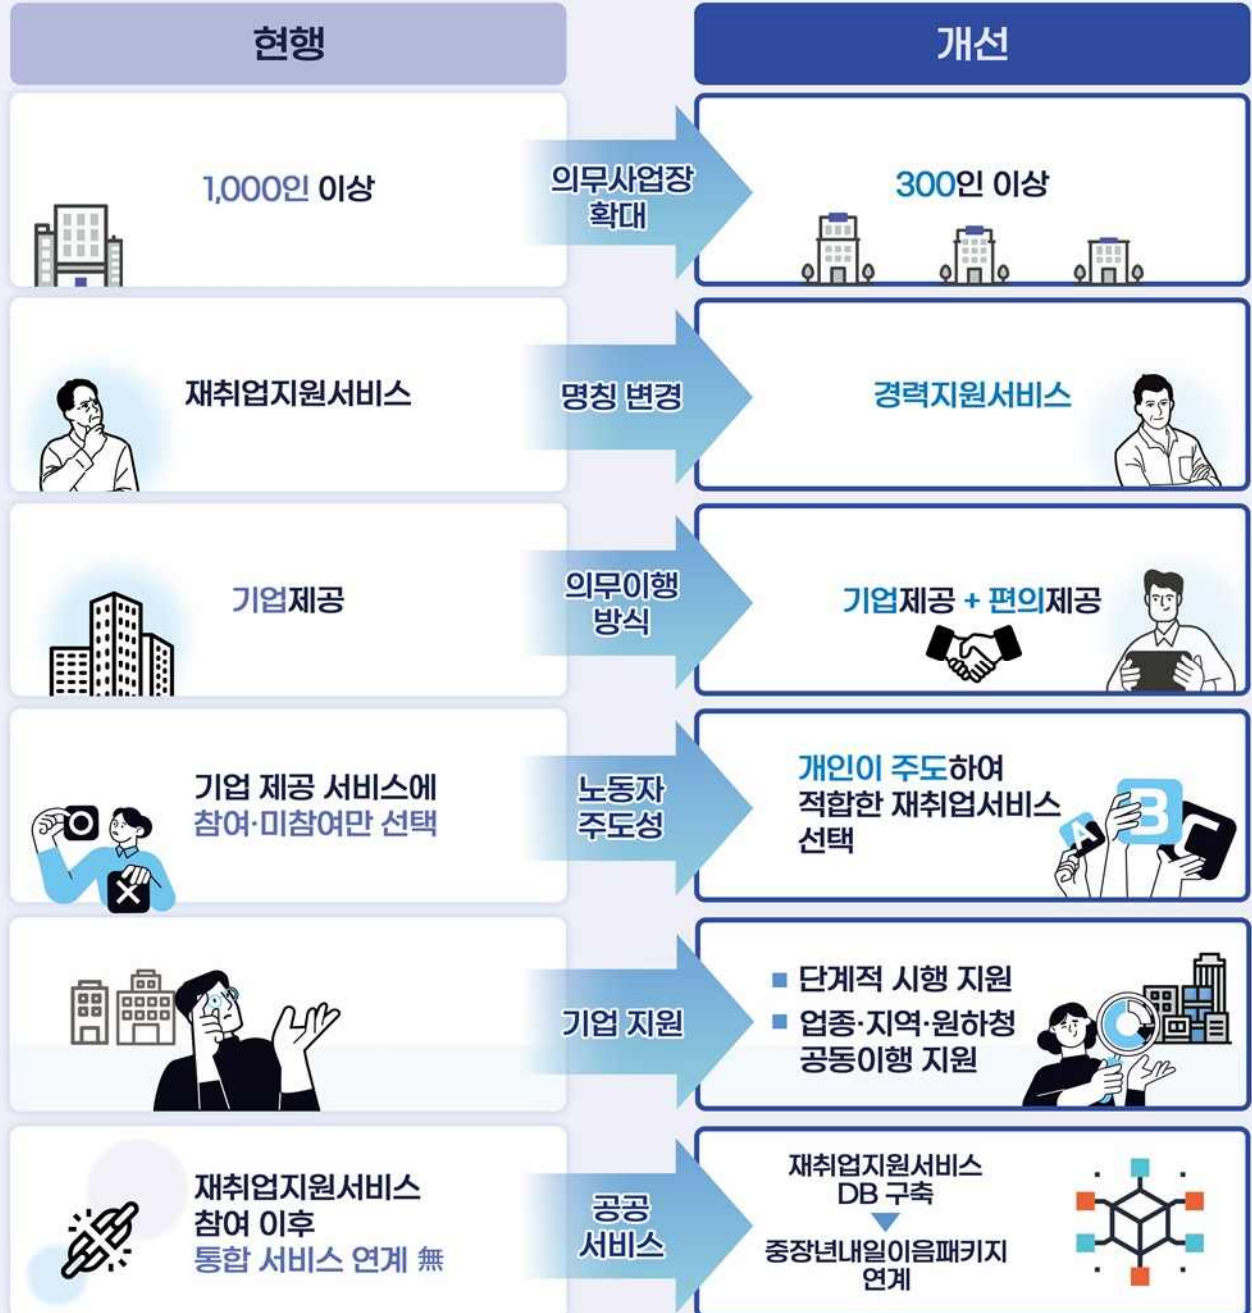 현행
개선
1,000인 이상
의무사업장
확대
300인 이상
재취업지원서비스
명칭 변경
경력지원서비스
기업제공
의무이행
방식
기업제공 + 편의제공
기업 제공 서비스에
참여·미참여만 선택
O
X
노동자
주도성
개인이 주도하여
적합한 재취업서비스
선택
A
B
C
기업 지원
■ 단계적 시행 지원
■ 업종·지역·원하청
공동이행 지원
재취업지원서비스
참여 이후
통합 서비스 연계 無
공공
서비스
재취업지원서비스
DB 구축
중장년내일이음패키지
연계